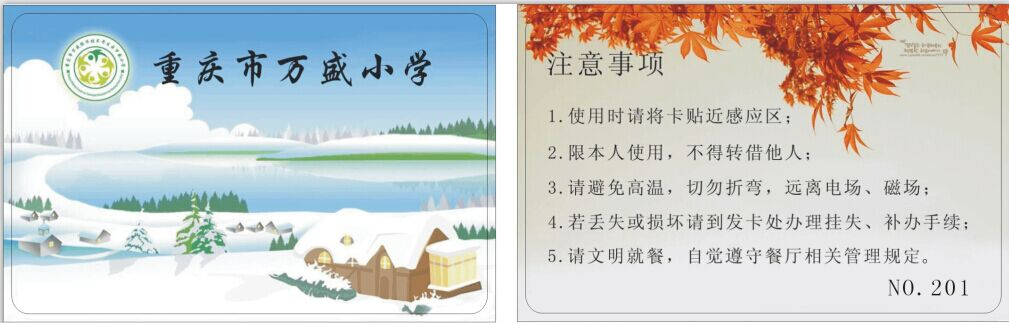 重庆市万盛小学
注意事项
1.使用时请将卡贴近感应区;
2.限本人使用，不得转借他人;
3.请避免高温，切勿折弯，远离电场、磁场;
4.若丢失或损坏请到发卡处办理挂失、补办手续;
5.请文明就餐，自觉遵守餐厅相关管理规定。
NO.201